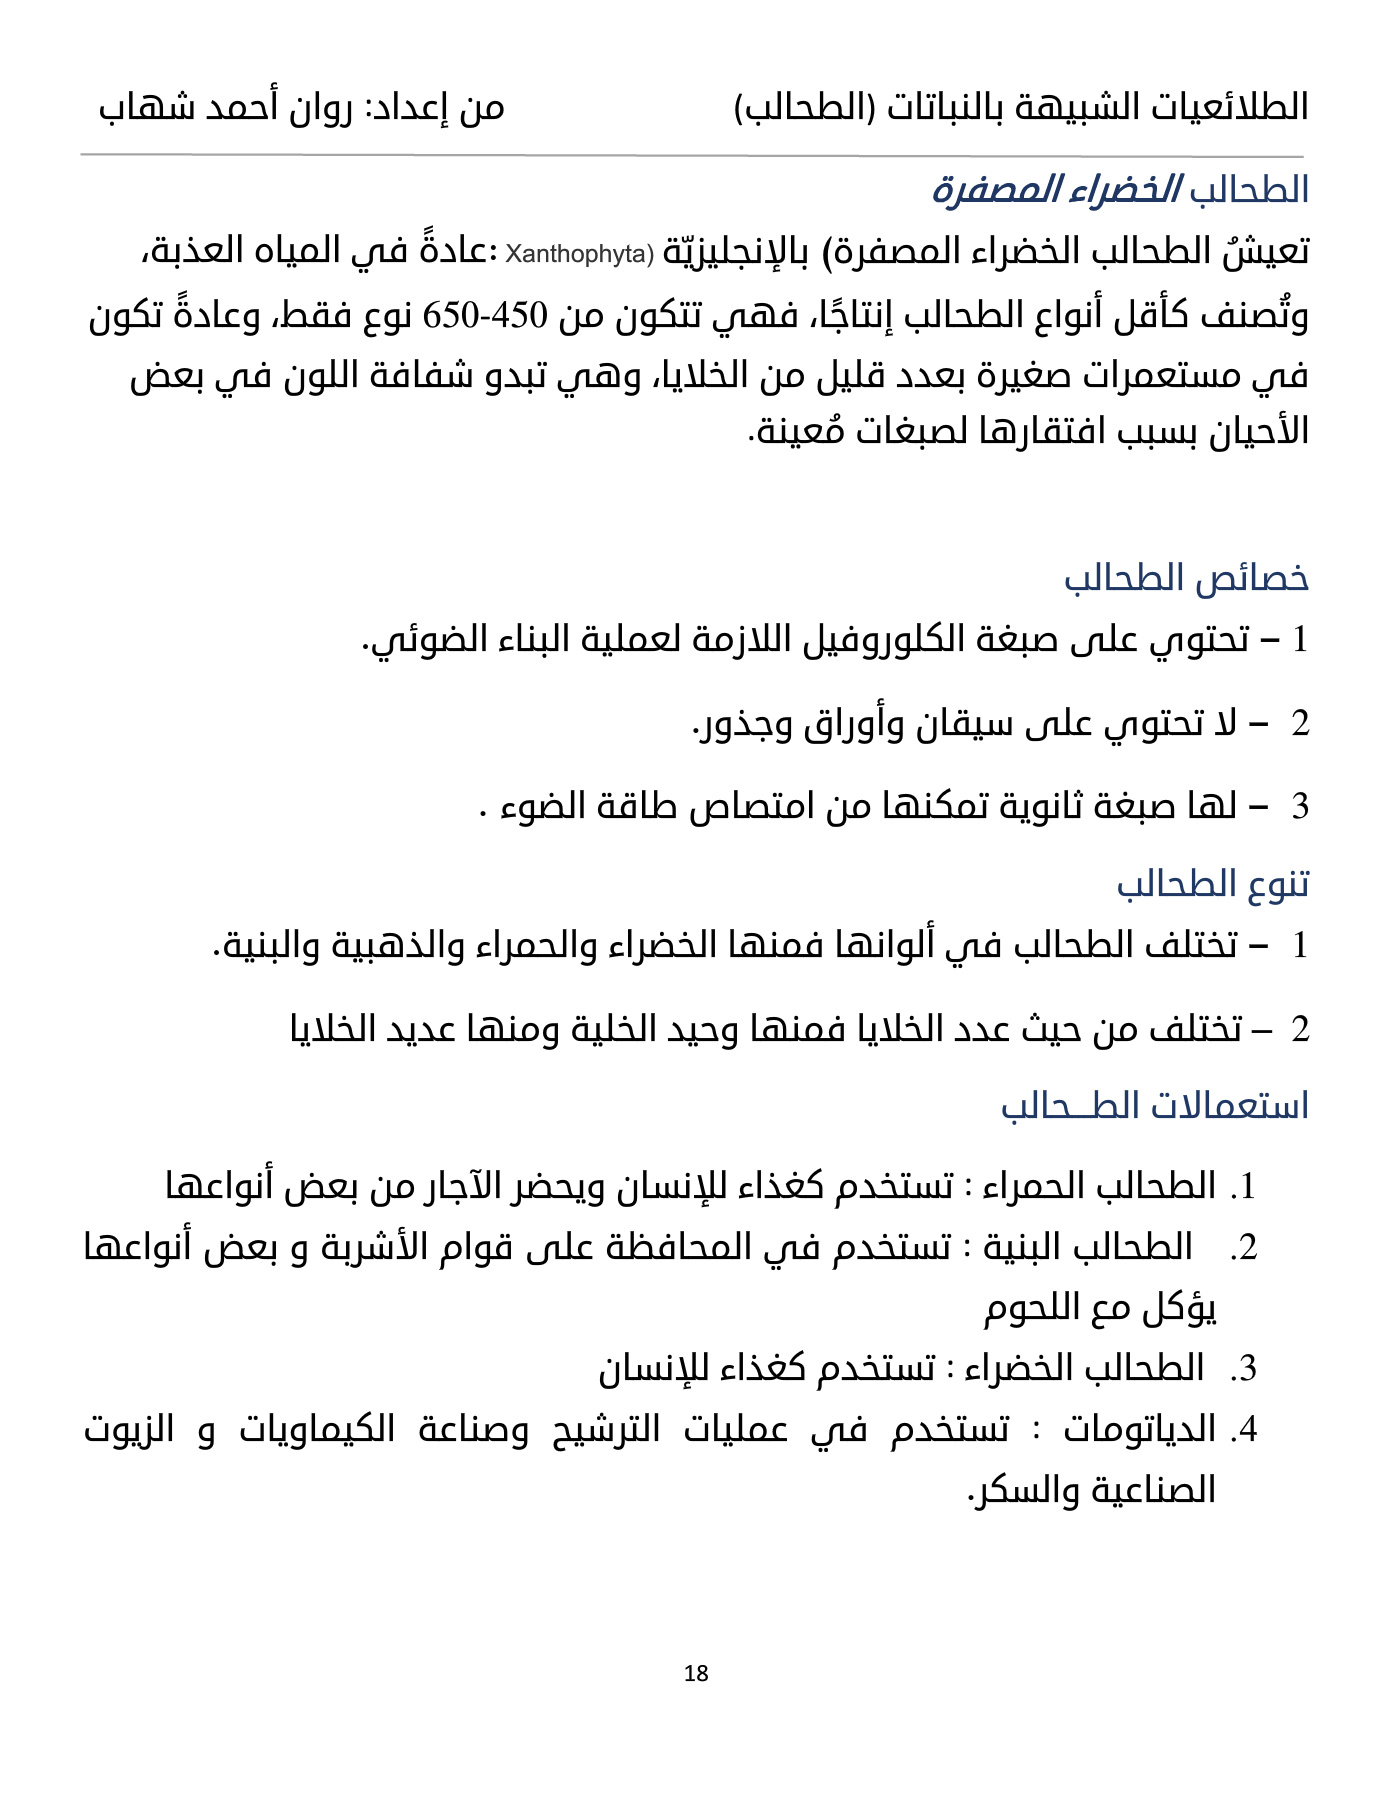 الطلائعيات الشبيهة بالنباتات (الطحالب) من إعداد: روان أحمد شهاب
الطحالب الخضراء المصفرة
تعيشُ الطحالب الخضراء المصفرة) بالإنجليزيّة (Xanthophyta :عادةً في المياه العذبة،
وتُصنف كأقل أنواع الطحالب إنتاجًا، فهي تتكون من 450-650 نوع فقط، وعادةً تكون
في مستعمرات صغيرة بعدد قليل من الخلايا، وهي تبدو شفافة اللون في بعض
الأحيان بسبب افتقارها لصبغات مُعينة.
خصائص الطحالب
1 – تحتوي على صبغة الكلوروفيل اللازمة لعملية البناء الضوئي.
2 – لا تحتوي على سيقان وأوراق وجذور.
3 – لها صبغة ثانوية تمكنها من امتصاص طاقة الضوء .
تنوع الطحالب
1 – تختلف الطحالب في ألوانها فمنها الخضراء والحمراء والذهبية والبنية.
2 – تختلف من حيث عدد الخلايا فمنها وحيد الخلية ومنها عديد الخلايا
استعمالات الطــحالب
1. الطحالب الحمراء : تستخدم كغذاء للإنسان ويحضر الآجار من بعض أنواعها
2. الطحالب البنية : تستخدم في المحافظة على قوام الأشربة و بعض أنواعها
يؤكل مع اللحوم
3. الطحالب الخضراء : تستخدم كغذاء للإنسان
4. الدياتومات : تستخدم في عمليات الترشيح وصناعة الكيماويات و الزيوت
الصناعية والسكر.
18